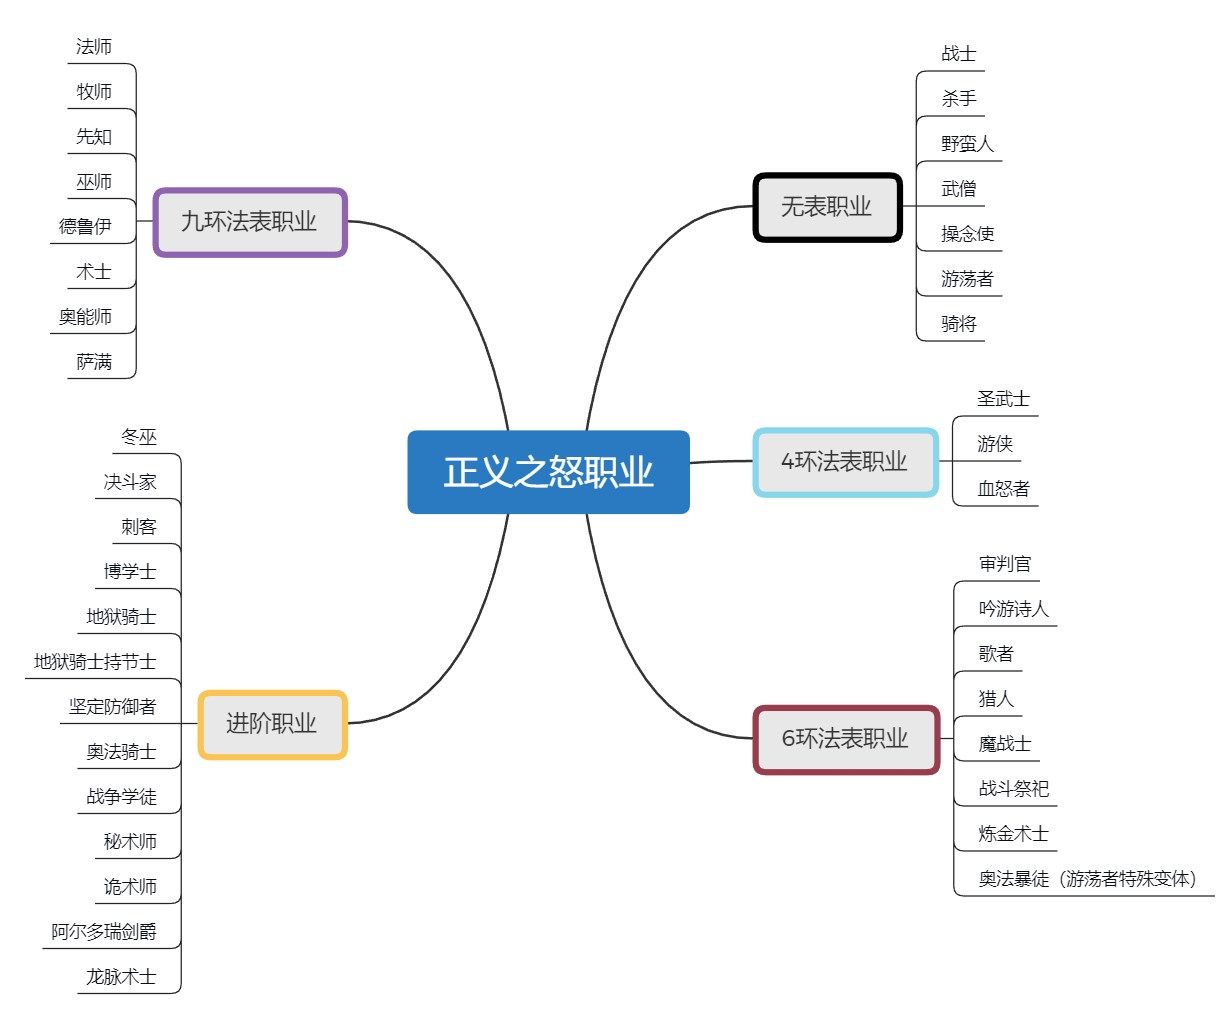 正义之怒职业
九环法表职业
法师
牧师
先知
巫师
德鲁伊
术士
奥能师
萨满
进阶职业
冬巫
决斗家
刺客
博学士
地狱骑士
地狱骑士持节士
坚定防御者
奥法骑士
战争学徒
秘术师
诡术师
阿尔多瑞剑爵
龙脉术士
无表职业
战士
杀手
野蛮人
武僧
操念使
游荡者
骑将
4环法表职业
圣武士
游侠
血怒者
6环法表职业
审判官
吟游诗人
歌者
猎人
魔战士
战斗祭祀
炼金术士
奥法暴徒（游荡者特殊变体）